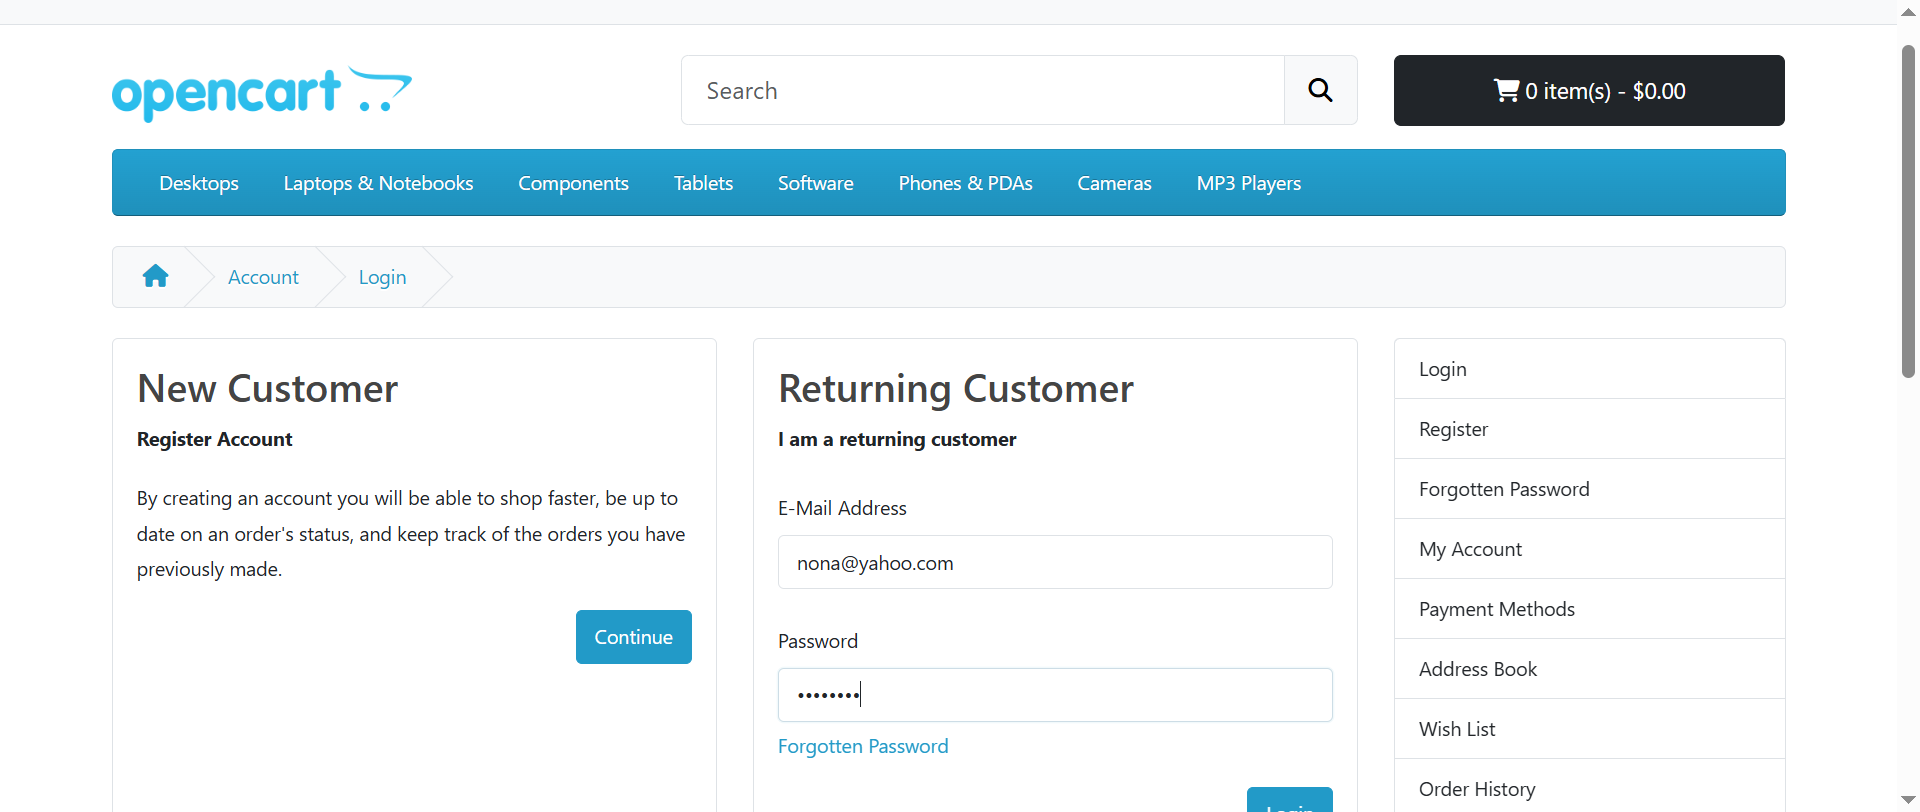 opencart
Search
0 item(s) - $0.00
Desktops
Laptops & Notebooks
Components
Tablets
Software
Phones & PDAs
Cameras
MP3 Players
Account
Login
New Customer
Register Account
By creating an account you will be able to shop faster, be up to
date on an order's status, and keep track of the orders you have
previously made.
Continue
Returning Customer
I am a returning customer
E-Mail Address
nona@yahoo.com
Password
••••••••
Forgotten Password
Login
Login
Register
Forgotten Password
My Account
Payment Methods
Address Book
Wish List
Order History